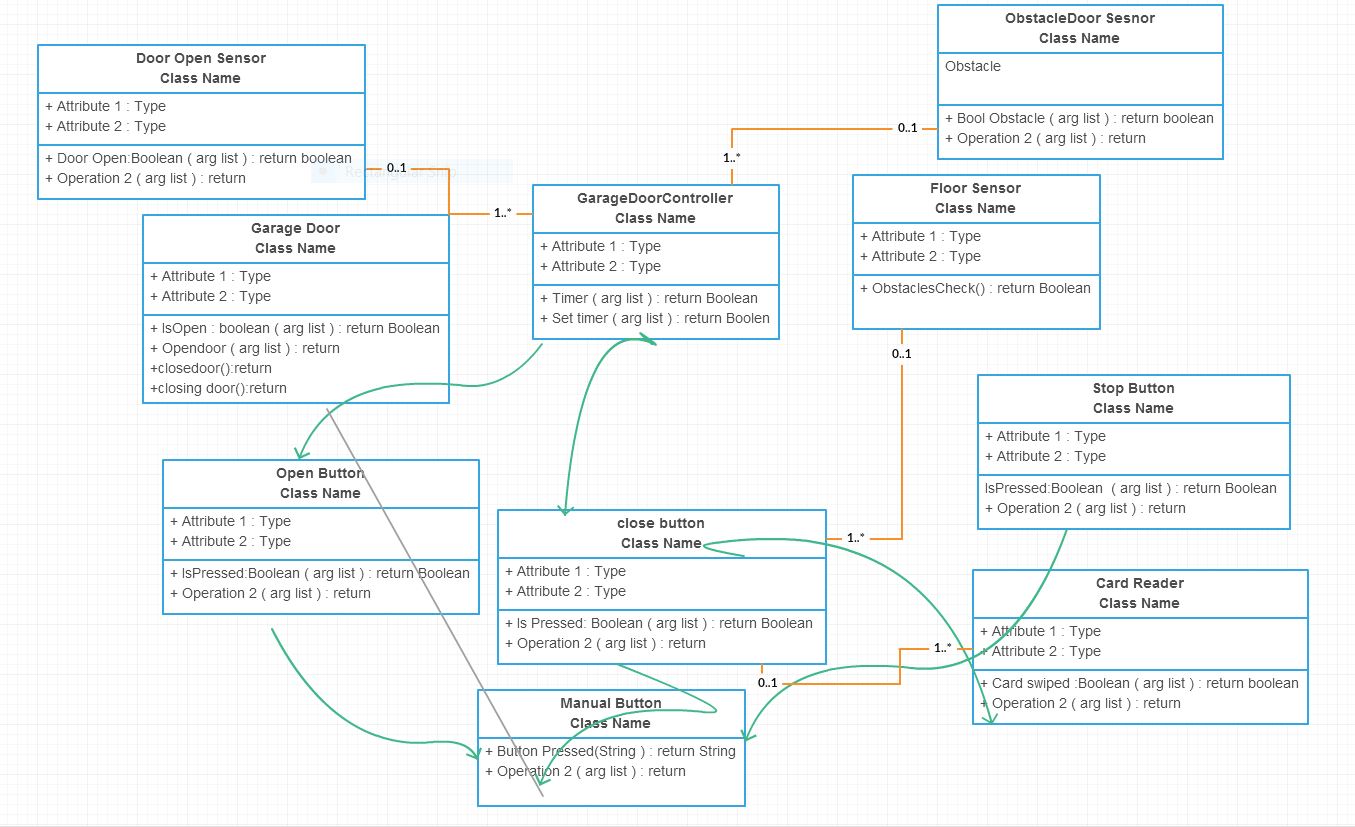 ObstacleDoor Sesnor
Class Name
Obstacle
+ Bool Obstacle ( arg list ) : return boolean
+ Operation 2 ( arg list ) : return
Door Open Sensor
Class Name
+ Attribute 1 : Type
+ Attribute 2 : Type
+ Door Open:Boolean ( arg list ) : return boolean
+ Operation 2 ( arg list ) : return
0..1
1..*
0..1
1..*
GarageDoorController
Class Name
+ Attribute 1 : Type
+ Attribute 2 : Type
+ Timer ( arg list ) : return Boolean
+ Set timer ( arg list ) : return Boolen
Floor Sensor
Class Name
+ Attribute 1 : Type
+ Attribute 2 : Type
+ ObstaclesCheck() : return Boolean
Garage Door
Class Name
+ Attribute 1 : Type
+ Attribute 2 : Type
+ IsOpen : boolean ( arg list ) : return Boolean
+ Opendoor ( arg list ) : return
+closedoor():return
+closing door():return
0..1
Stop Button
Class Name
+ Attribute 1 : Type
+ Attribute 2 : Type
IsPressed:Boolean ( arg list ) : return Boolean
+ Operation 2 ( arg list ) : return
Open Button
Class Name
+ Attribute 1 : Type
+ Attribute 2 : Type
+ IsPressed:Boolean ( arg list ) : return Boolean
+ Operation 2 ( arg list ) : return
close button
Class Name
+ Attribute 1 : Type
+ Attribute 2 : Type
+ Is Pressed: Boolean ( arg list ) : return Boolean
+ Operation 2 ( arg list ) : return
1..*
Card Reader
Class Name
+ Attribute 1 : Type
+ Attribute 2 : Type
+ Card swiped :Boolean ( arg list ) : return boolean
+ Operation 2 ( arg list ) : return
1..*
0..1
Manual Button
Class Name
+ Button Pressed(String ) : return String
+ Operation 2 ( arg list ) : return